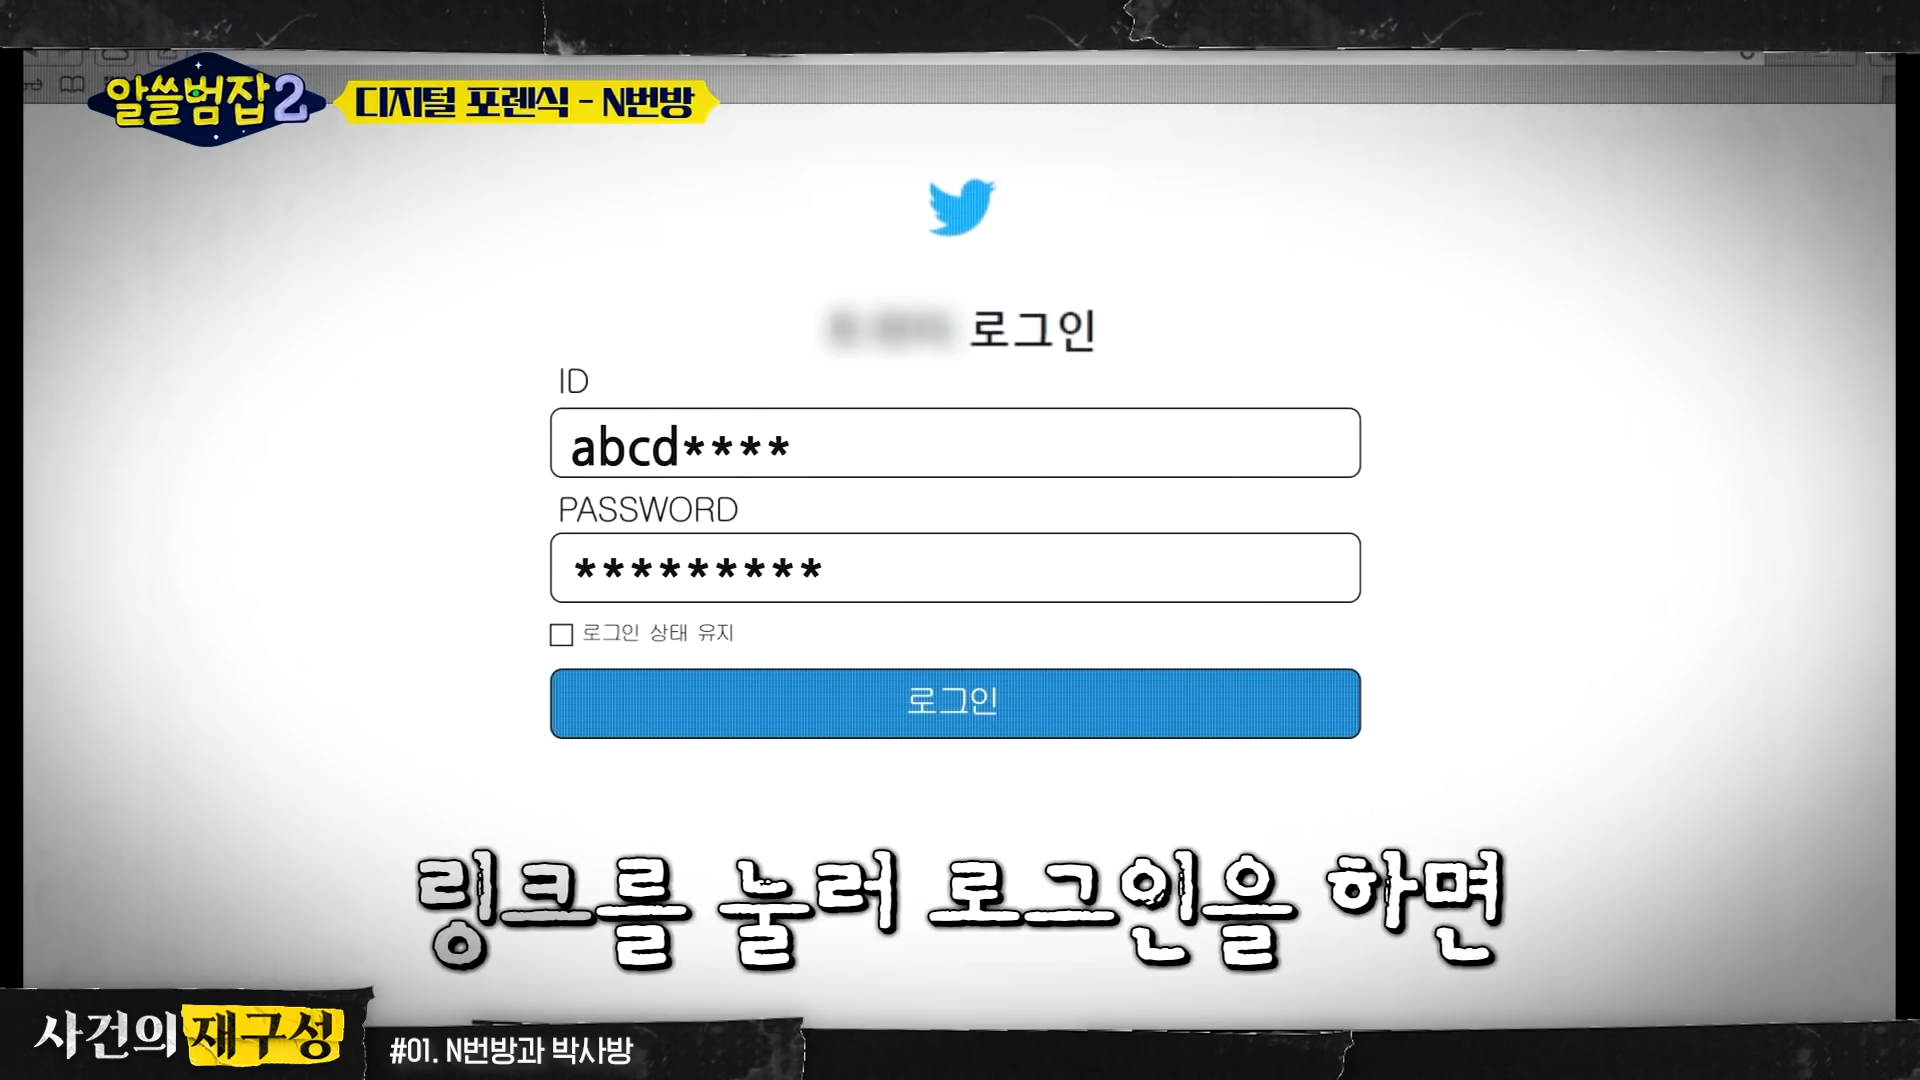 알쓸범잡2
디지털 포렌식 - N번방
로그인
ID
abcd****
PASSWORD
*********
로그인 상태 유지
로그인
링크를 눌러 로그인을 하면
사건의 재구성
#01. N번방과 박사방